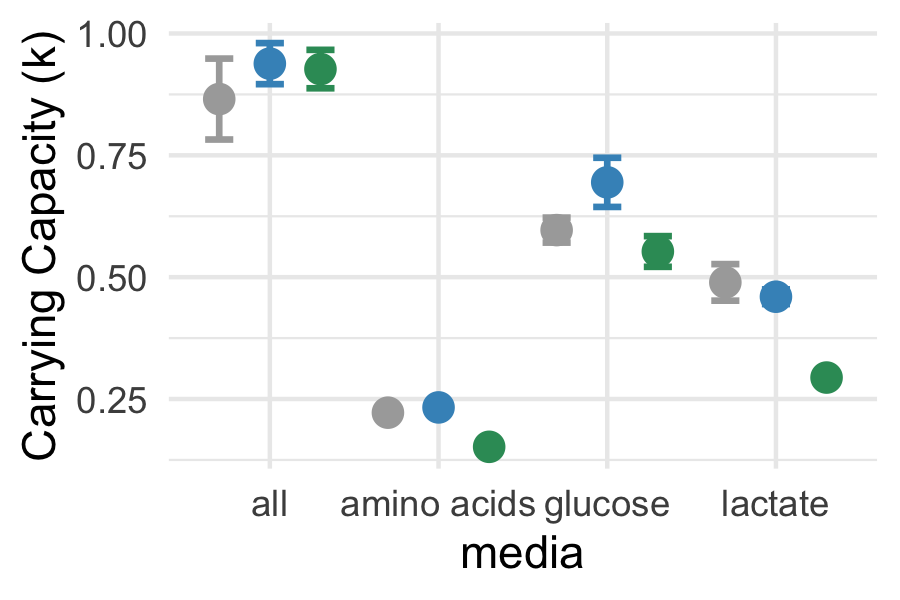 Carrying Capacity (k)
1.00
0.75
0.50
0.25
all amino acids glucose lactate
media